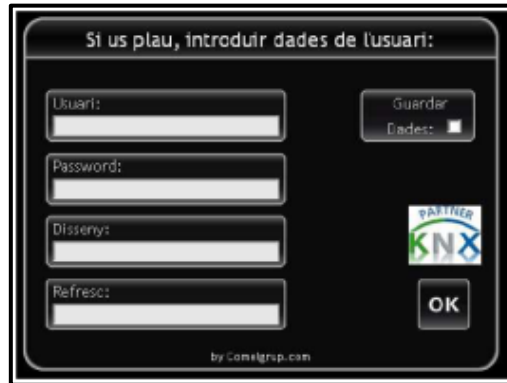 Si us plau, introduir dades de l'usuari:
Usuari:
Guardar
Dades:
Password:
Disseny:
PARTNER
KNX
Refresc:
OK
by Comelgrup.com